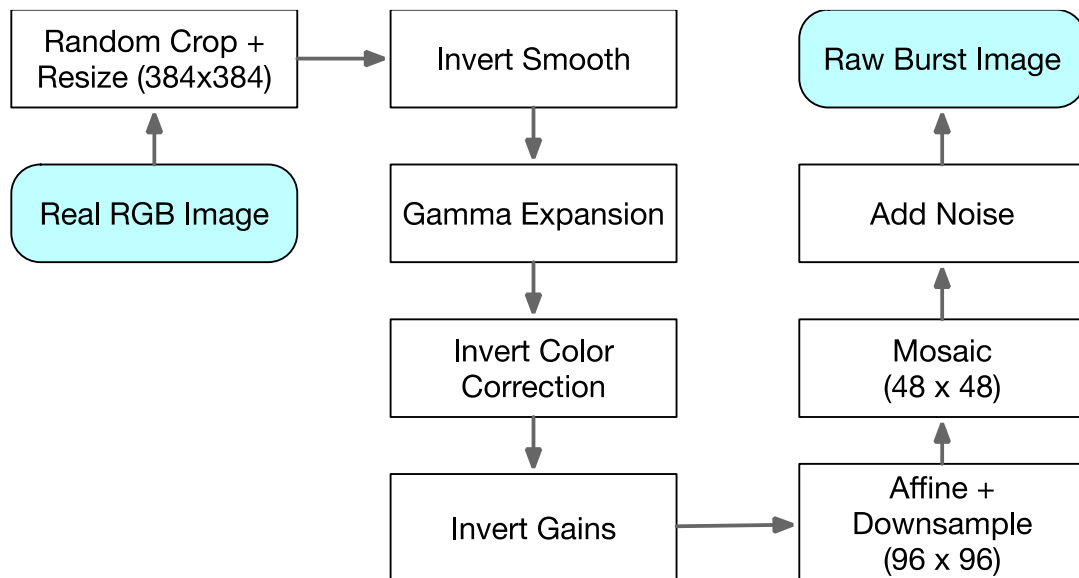 Random Crop +
Resize (384x384)
Real RGB Image
Invert Smooth
Gamma Expansion
Invert Color
Correction
Invert Gains
Affine +
Downsample
(96 x 96)
Mosaic
(48 x 48)
Add Noise
Raw Burst Image